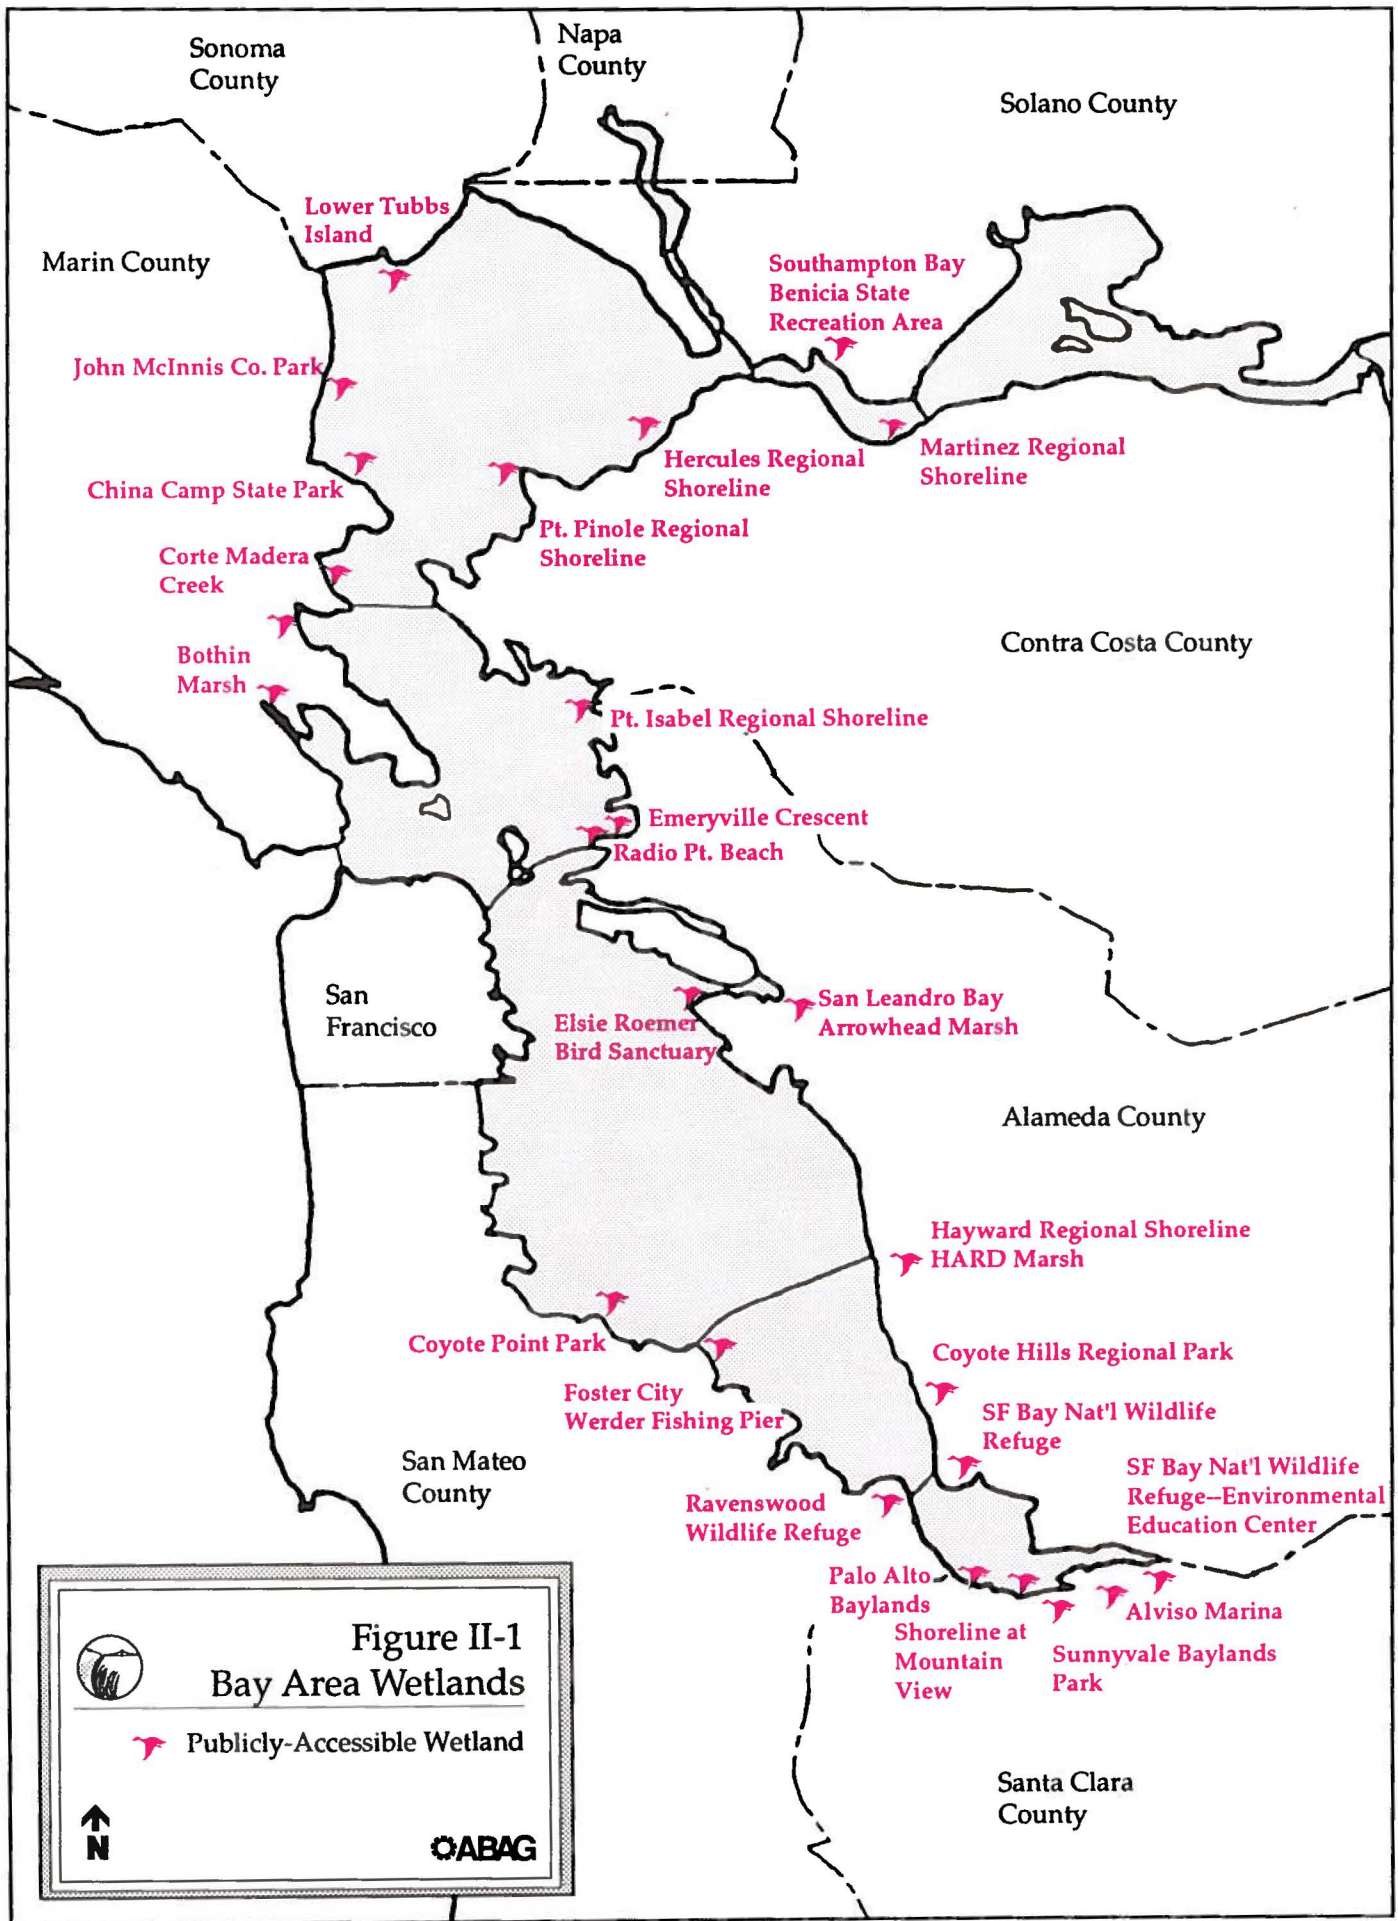 Sonoma
County
Napa
County
Solano County
Lower Tubbs
Island
Marin County
Southampton Bay
Benicia State
Recreation Area
John McInnis Co. Park
Hercules Regional
Shoreline
Martinez Regional
Shoreline
China Camp State Park
Pt. Pinole Regional
Shoreline
Corte Madera
Creek
Contra Costa County
Bothin
Marsh
Pt. Isabel Regional Shoreline
Emeryville Crescent
Radio Pt. Beach
San
Francisco
Elsie Roemer
Bird Sanctuary
San Leandro Bay
Arrowhead Marsh
Alameda County
Hayward Regional Shoreline
HARD Marsh
Coyote Point Park
Coyote Hills Regional Park
Foster City
Werder Fishing Pier
SF Bay Nat'l Wildlife
Refuge
San Mateo
County
SF Bay Nat'l Wildlife
Refuge--Environmental
Education Center
Ravenswood
Wildlife Refuge
Palo Alto
Baylands
Alviso Marina
Shoreline at
Mountain
View
Sunnyvale Baylands
Park
Santa Clara
County
Figure II-1
Bay Area Wetlands
Publicly-Accessible Wetland
N
ABAG